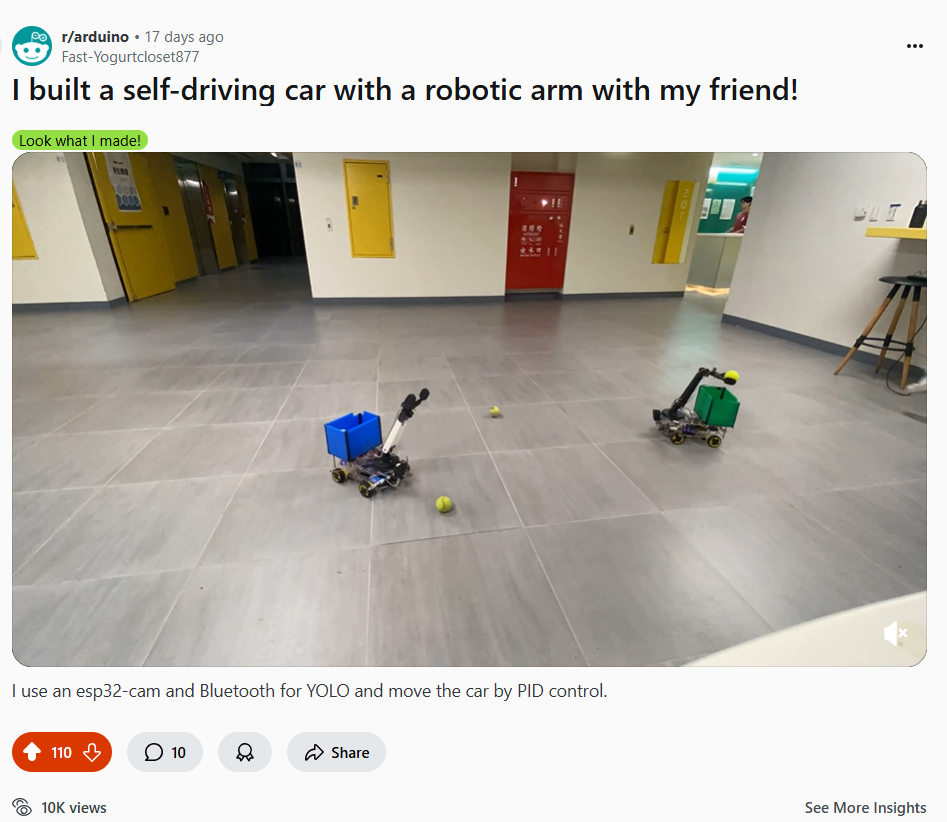 r/arduino • 17 days ago
Fast-Yogurtcloset877
I built a self-driving car with a robotic arm with my friend!
Look what I made!
201
I use an esp32-cam and Bluetooth for YOLO and move the car by PID control.
110
10
Share
10K views
See More Insights